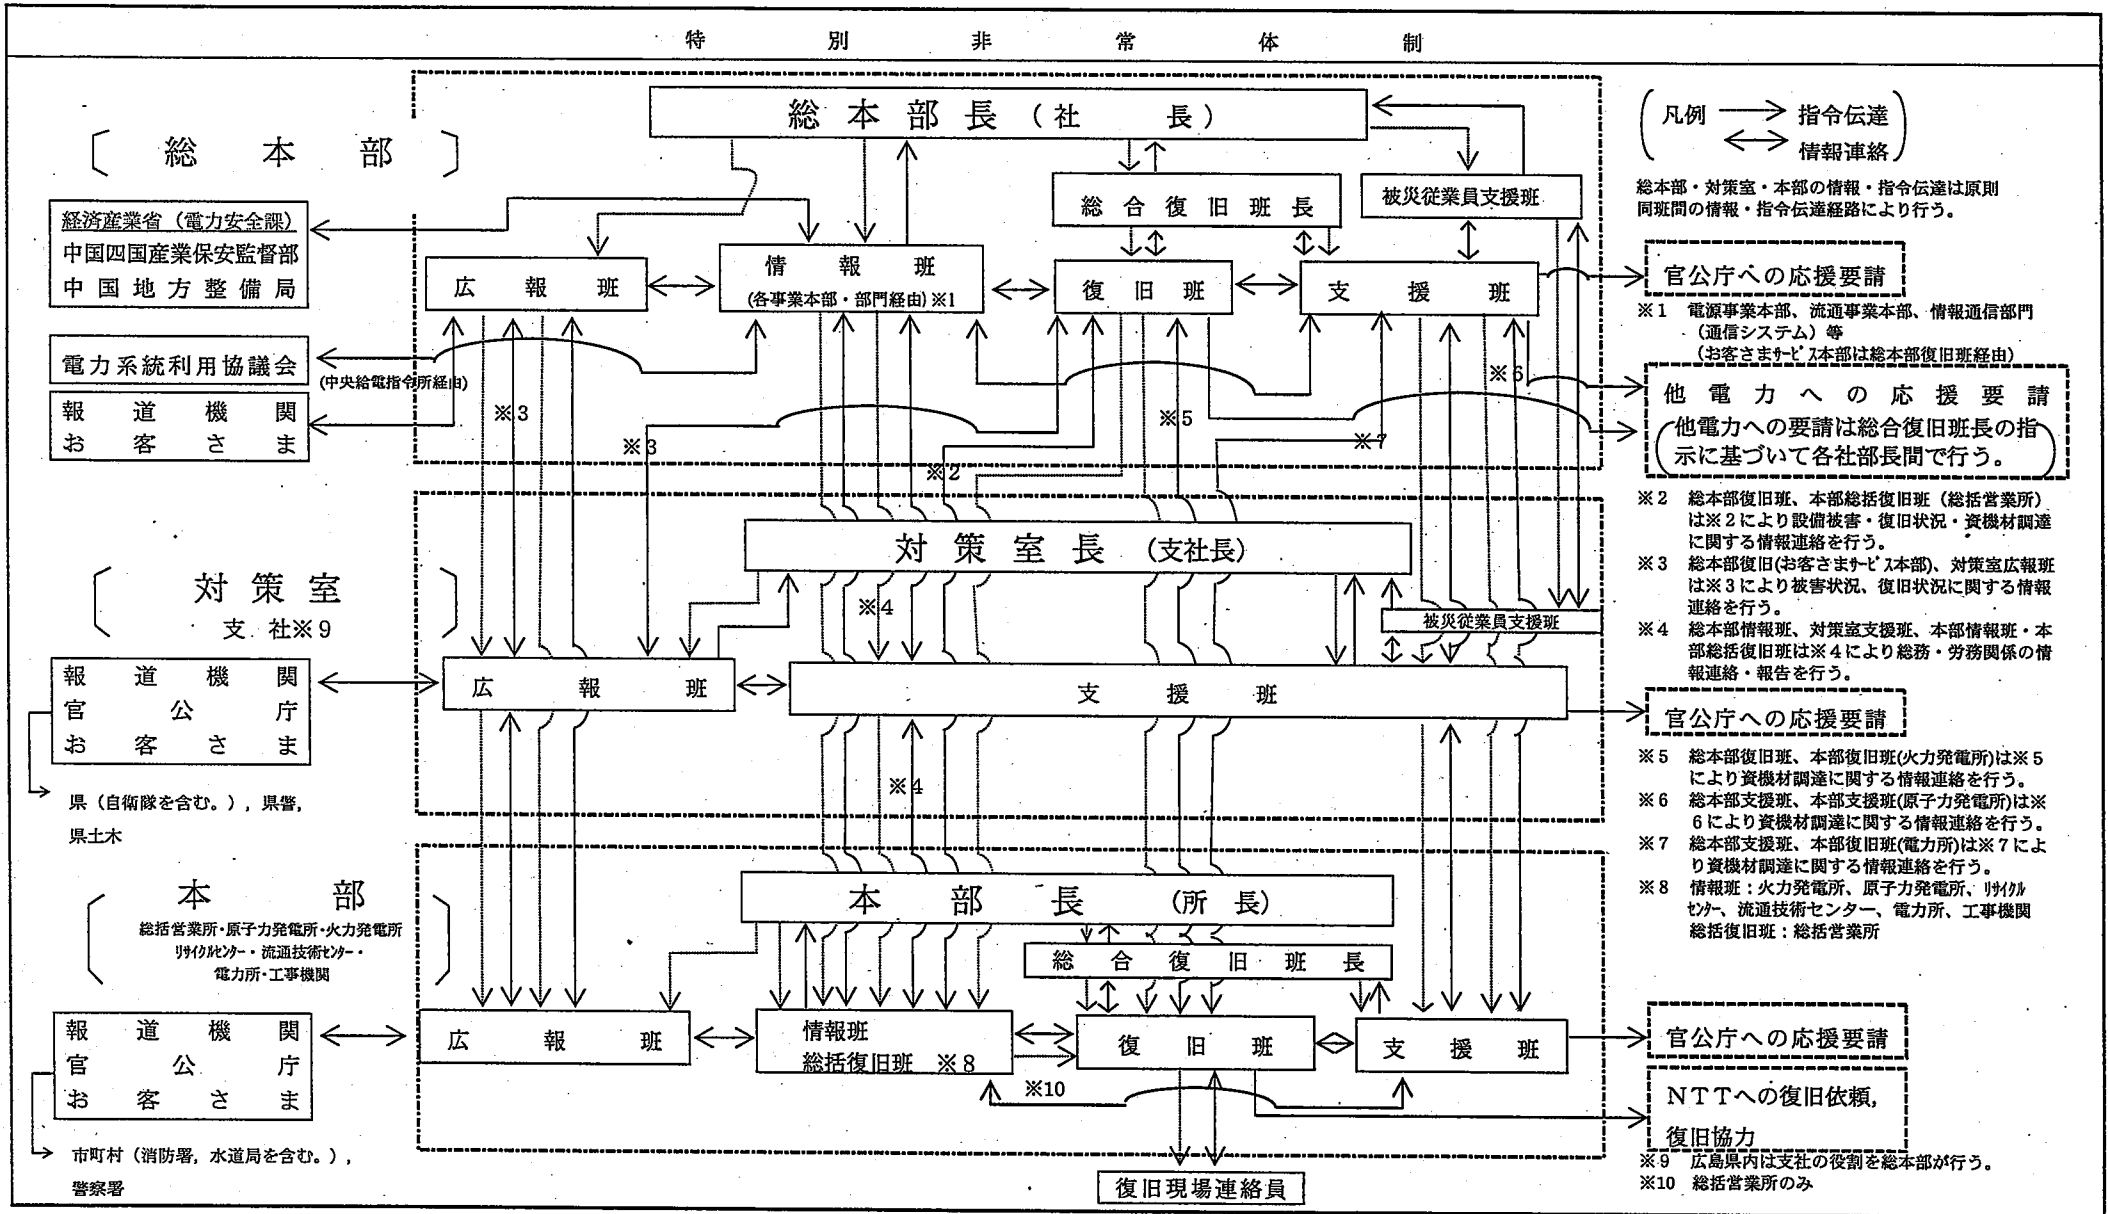 特別非常体制
総本部長(社長)
凡例 → 指令伝達
↔ 情報連絡
〔総本部〕
総本部・対策室・本部の情報・指令伝達は原則
同班間の情報・指令伝達経路により行う。
総合復旧班長
被災従業員支援班
経済産業省（電力安全課）
中国四国産業保安監督部
中国地方整備局
広報班
情報班
(各事業本部・部門経由)※1
復旧班
支援班
官公庁への応援要請
※1 電源事業本部、流通事業本部、情報通信部門
（通信システム）等
(お客さまサービス本部は総本部復旧班経由)
電力系統利用協議会
(中央給電指令所経由)
報道機関
お客さま
※3
※3
※2
※5
※6
※7
他電力への応援要請
(他電力への要請は総合復旧班長の指
示に基づいて各社部長間で行う。)
※2 総本部復旧班、本部総括復旧班（総括営業所）
は※2により設備被害・復旧状況・資機材調達
に関する情報連絡を行う。
※3 総本部復旧(お客さまサービス本部)、対策室広報班
は※3により被害状況、復旧状況に関する情報
連絡を行う。
※4 総本部情報班、対策室支援班、本部情報班・本
部総括復旧班は※4により総務・労務関係の情
報連絡・報告を行う。
対策室長（支社長）
〔対策室
支社※9〕
※4
被災従業員支援班
報道機関
官公庁
お客さま
広報班
支援班
官公庁への応援要請
県（自衛隊を含む。）, 県警,
県土木
※4
※5 総本部復旧班、本部復旧班(火力発電所)は※5
により資機材調達に関する情報連絡を行う。
※6 総本部支援班、本部支援班(原子力発電所)は※
6により資機材調達に関する情報連絡を行う。
※7 総本部支援班、本部復旧班(電力所)は※7によ
り資機材調達に関する情報連絡を行う。
※8 情報班：火力発電所、原子力発電所、リサイクル
センター、流通技術センター、電力所、工事機関
総括復旧班：総括営業所
本部長（所長）
〔本部
総括営業所・原子力発電所・火力発電所
リサイクルセンター・流通技術センター・
電力所・工事機関〕
総合復旧班長
報道機関
官公庁
お客さま
広報班
情報班
総括復旧班 ※8
復旧班
支援班
官公庁への応援要請
※10
NTTへの復旧依頼,
復旧協力
市町村（消防署，水道局を含む。）,
警察署
復旧現場連絡員
※9 広島県内は支社の役割を総本部が行う。
※10 総括営業所のみ